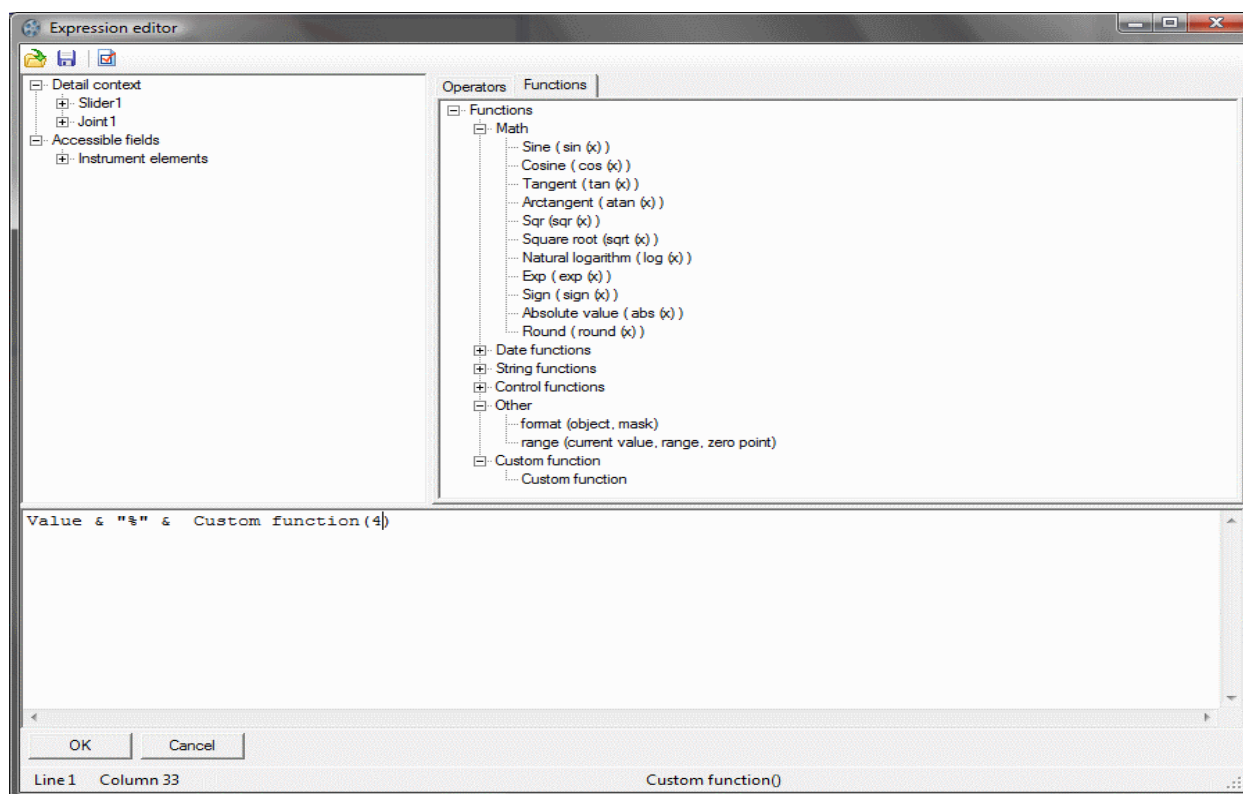 Expression editor
Detail context
Slider1
Joint1
Accessible fields
Instrument elements
Operators Functions
Functions
Math
Sine ( sin (x) )
Cosine ( cos (x) )
Tangent ( tan (x) )
Arctangent ( atan (x) )
Sqr (sqr (x) )
Square root (sqrt (x) )
Natural logarithm ( log (x) )
Exp ( exp (x) )
Sign ( sign (x) )
Absolute value ( abs (x) )
Round ( round (x) )
Date functions
String functions
Control functions
Other
format (object, mask)
range (current value, range, zero point)
Custom function
Custom function
Value & "%" &  Custom function(4)
OK Cancel
Line 1 Column 33 Custom function()